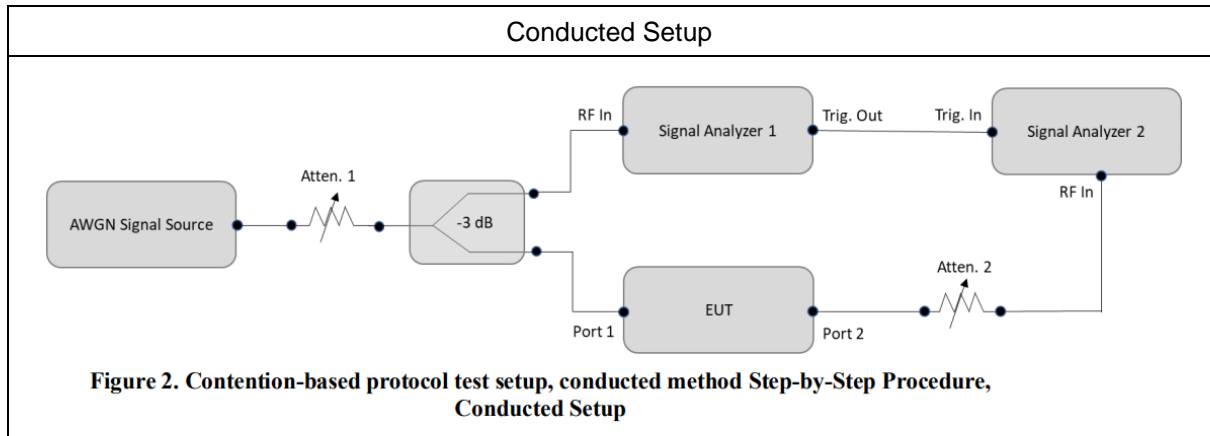 Conducted Setup
RF In
Signal Analyzer 1
Trig. Out
Trig. In
Signal Analyzer 2
RF In
Atten. 1
AWGN Signal Source
-3 dB
Atten. 2
EUT
Port 1
Port 2
Figure 2. Contention-based protocol test setup, conducted method Step-by-Step Procedure,
Conducted Setup